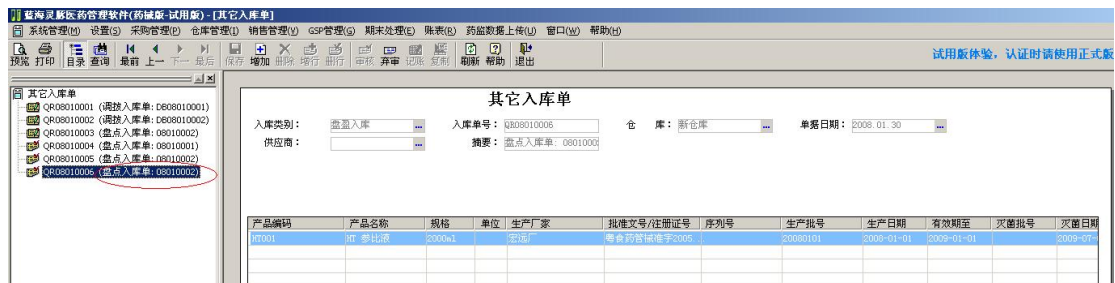 蓝海灵豚医药管理软件(药械版-试用版) - [其它入库单]
系统管理(M) 设置(S) 采购管理(P) 仓库管理(I) 销售管理(V) GSP管理(G) 期末处理(E) 账表(R) 药监数据上传(U) 窗口(W) 帮助(H)
预览 打印 目录 查询 最前 上一 下一 最后 保存 增加 删除 增行 删行 审核 弃审 记账 复制 刷新 帮助 退出
试用版体验，认证时请使用正式版
其它入库单
QR08010001 (调拨入库单:DB08010001)
QR08010002 (调拨入库单:DB08010002)
QR08010003 (盘点入库单:08010002)
QR08010004 (盘点入库单:08010001)
QR08010005 (盘点入库单:08010002)
QR08010006 (盘点入库单:08010002)
其它入库单
入库类别： 盘盈入库 ... 入库单号： QR08010006 仓 库： 新仓库 ... 单据日期： 2008.01.30 ...
供应商： ... 摘要： 盘点入库单: 0801000
产品编码 产品名称 规格 单位 生产厂家 批准文号/注册证号 序列号 生产批号 生产日期 有效期至 灭菌批号 灭菌日期
HT001 HT 参比液 2000ml 宏远厂 粤食药管械准字2005.. 20080101 2008-01-01 2009-01-01 2009-07-